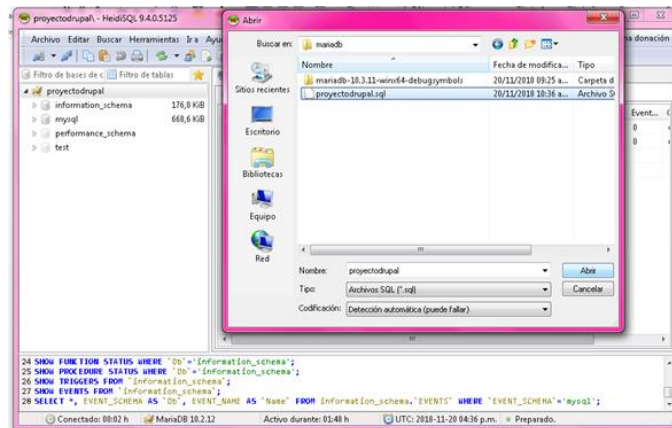 proyectodrupal\ - HeidiSQL 9.4.0.5125
Archivo Editar Buscar Herramientas Ir a
Filtro de bases de Filtro de tablas
proyectodrupal
information_schema 176,0 KiB
mysql 668,6 KiB
performance_schema
test
Abrir
Buscar en: mariadb
Nombre Fecha de modifica... Tipo
mariadb-10.3.11-winx64-debugsymbols 20/11/2018 09:25 a... Carpeta d
proyectodrupal.sql 20/11/2018 10:36 a... Archivo
Sitios recientes
Escritorio
Bibliotecas
Equipo
Red
Nombre: proyectodrupal Abrir
Tipo: Archivos SQL (*.sql) Cancelar
Codificación: Detección automática (puede fallar)
donación
Event...
0
0
24 SHOW FUNCTION STATUS WHERE `Db`='information_schema';
25 SHOW PROCEDURE STATUS WHERE `Db`='information_schema';
26 SHOW TRIGGERS FROM `information_schema`;
27 SHOW EVENTS FROM `information_schema`;
28 SELECT *, EVENT_SCHEMA AS `Db`, EVENT_NAME AS `Name` FROM information_schema.`EVENTS` WHERE `EVENT_SCHEMA`='mysql';
Conectado: 00:02 h MariaDB 10.2.12 Activo durante: 01:48 h UTC: 2018-11-20 04:36 p.m. Preparado.